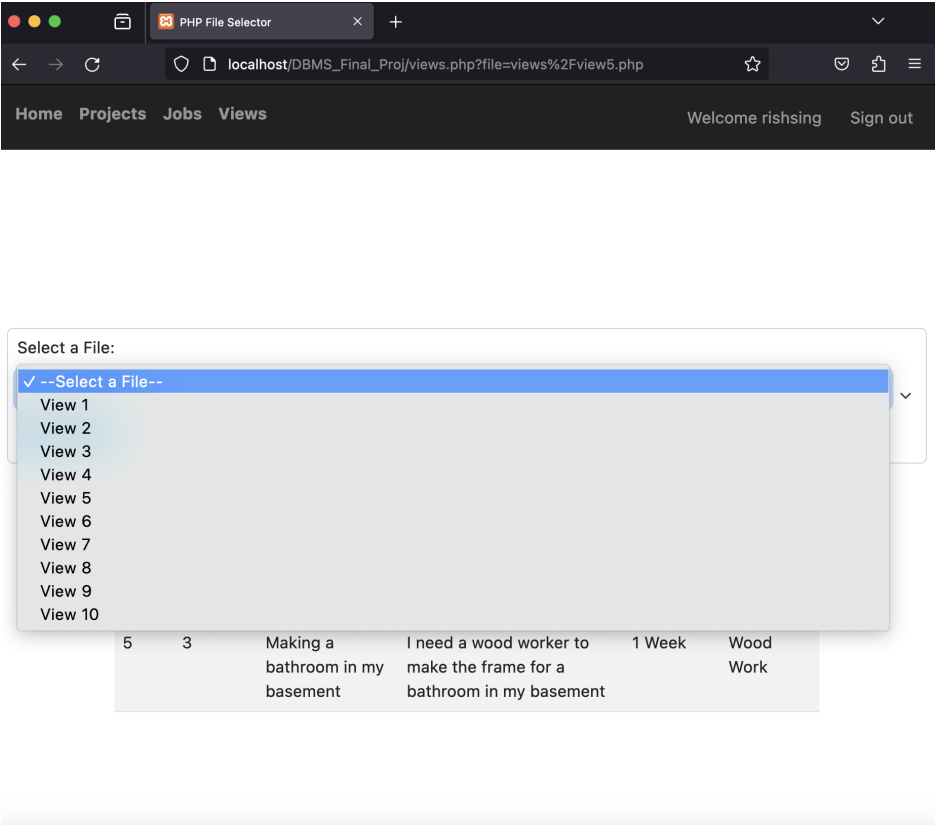 PHP File Selector
localhost/DBMS_Final_Proj/views.php?file=views%2Fview5.php
Home Projects Jobs Views Welcome rishsing Sign out
Select a File:
--Select a File--
View 1
View 2
View 3
View 4
View 5
View 6
View 7
View 8
View 9
View 10
5 3 Making a I need a wood worker to 1 Week Wood
bathroom in my make the frame for a Work
basement bathroom in my basement